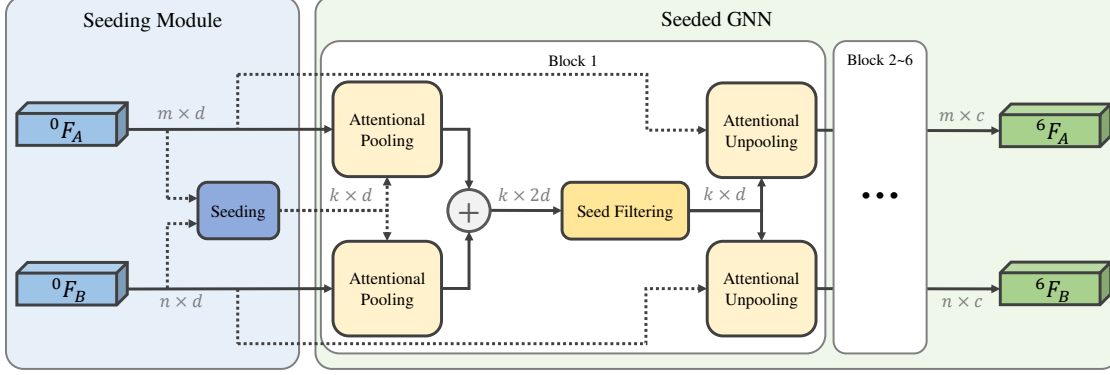 Seeding Module
Seeded GNN
Block 1
Block 2~6
⁰F_A
m × d
Attentional
Pooling
Attentional
Unpooling
m × c
⁶F_A
Seeding
k × d
+
k × 2d
Seed Filtering
k × d
•••
⁰F_B
n × d
Attentional
Pooling
Attentional
Unpooling
n × c
⁶F_B